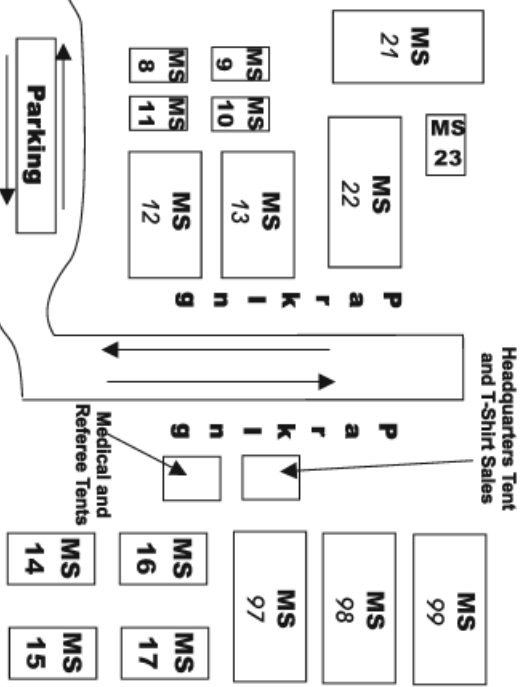 MS
21
MS
8
MS
9
MS
11
MS
10
MS
23
Parking
MS
12
MS
13
MS
22
Parking
Headquarters Tent
and T-Shirt Sales
Parking
Medical and
Referee Tents
MS
14
MS
16
MS
97
MS
98
MS
99
MS
15
MS
17